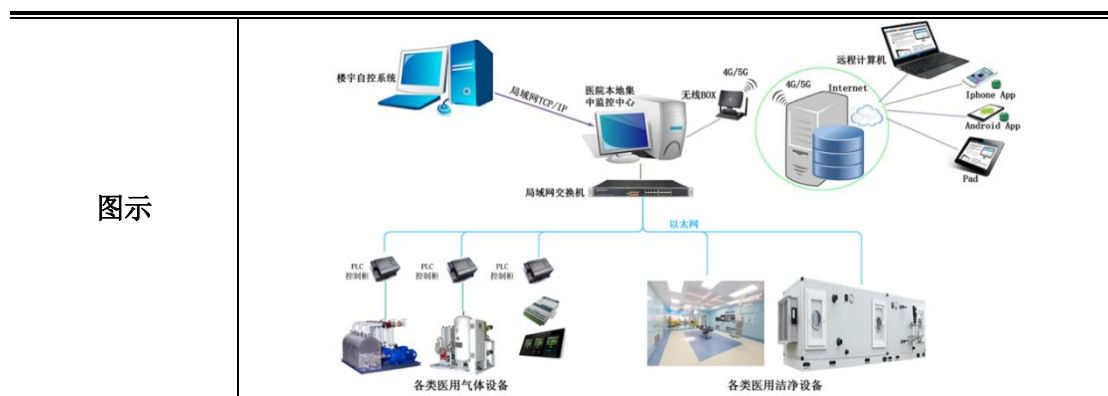 图示
楼宇自控系统
局域网TCP/IP
医院本地集
中监控中心
无线BOX
4G/5G
4G/5G
Internet
远程计算机
Iphone App
Android App
Pad
局域网交换机
以太网
PLC
控制柜
PLC
控制柜
PLC
控制柜
各类医用气体设备
各类医用洁净设备